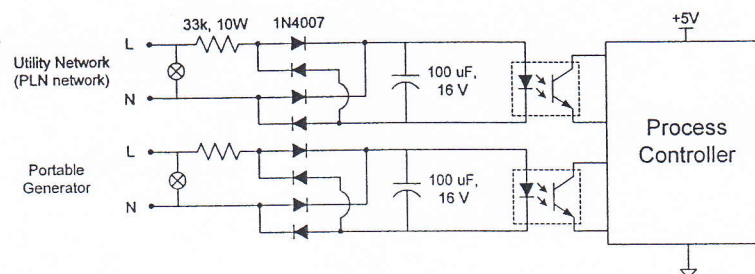 33k, 10W
1N4007
+5V
L
Utility Network
(PLN network)
N
100 uF,
16 V
Process
Controller
L
Portable
Generator
N
100 uF,
16 V